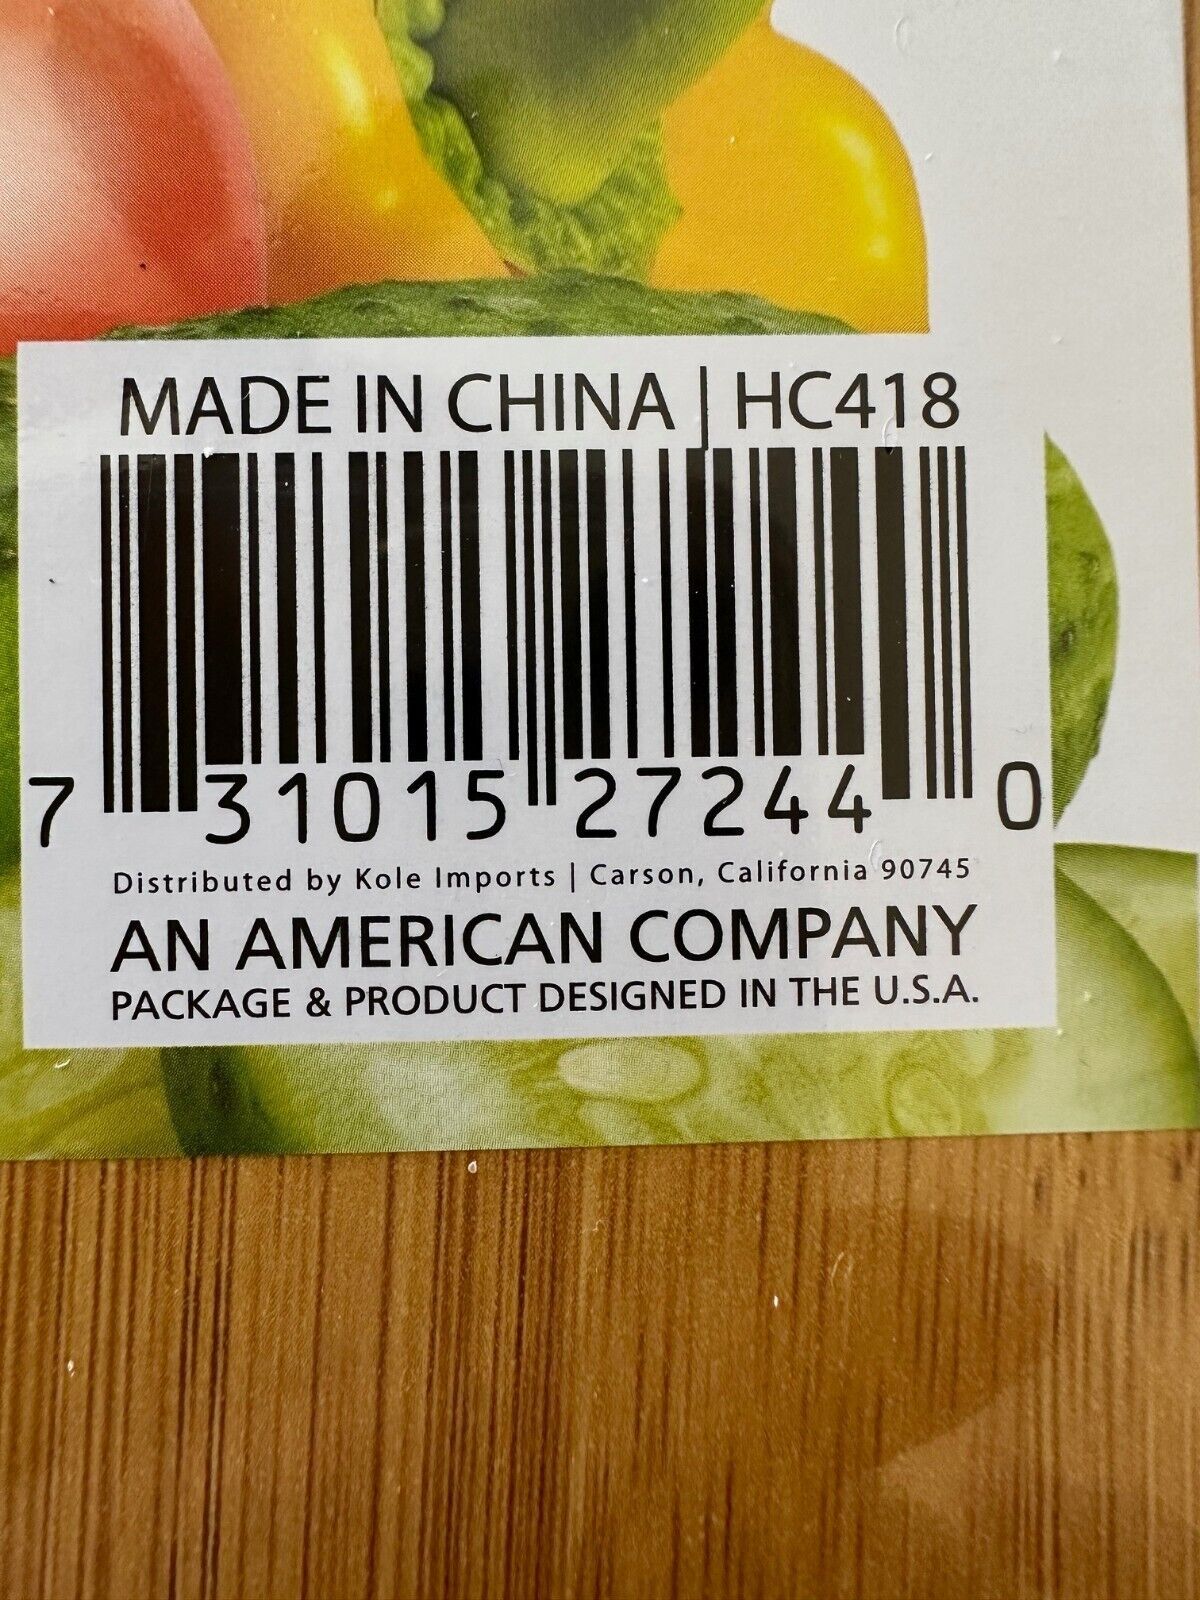 MADE IN CHINA | HC418
7 31015 27244 0
Distributed by Kole Imports | Carson, California 90745
AN AMERICAN COMPANY
PACKAGE & PRODUCT DESIGNED IN THE U.S.A.